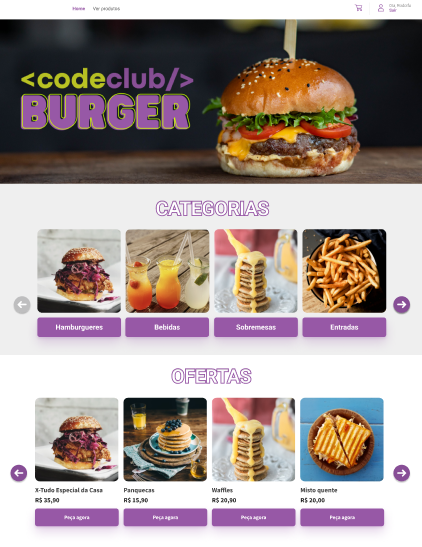 Home Ver produtos
Olá, Rodolfo
Sair
<codeclub/>
BURGER
CATEGORIAS
Hamburgueres Bebidas Sobremesas Entradas
OFERTAS
X-Tudo Especial da Casa Panquecas Waffles Misto quente
R$ 35,90 R$ 15,90 R$ 20,90 R$ 20,00
Peça agora Peça agora Peça agora Peça agora